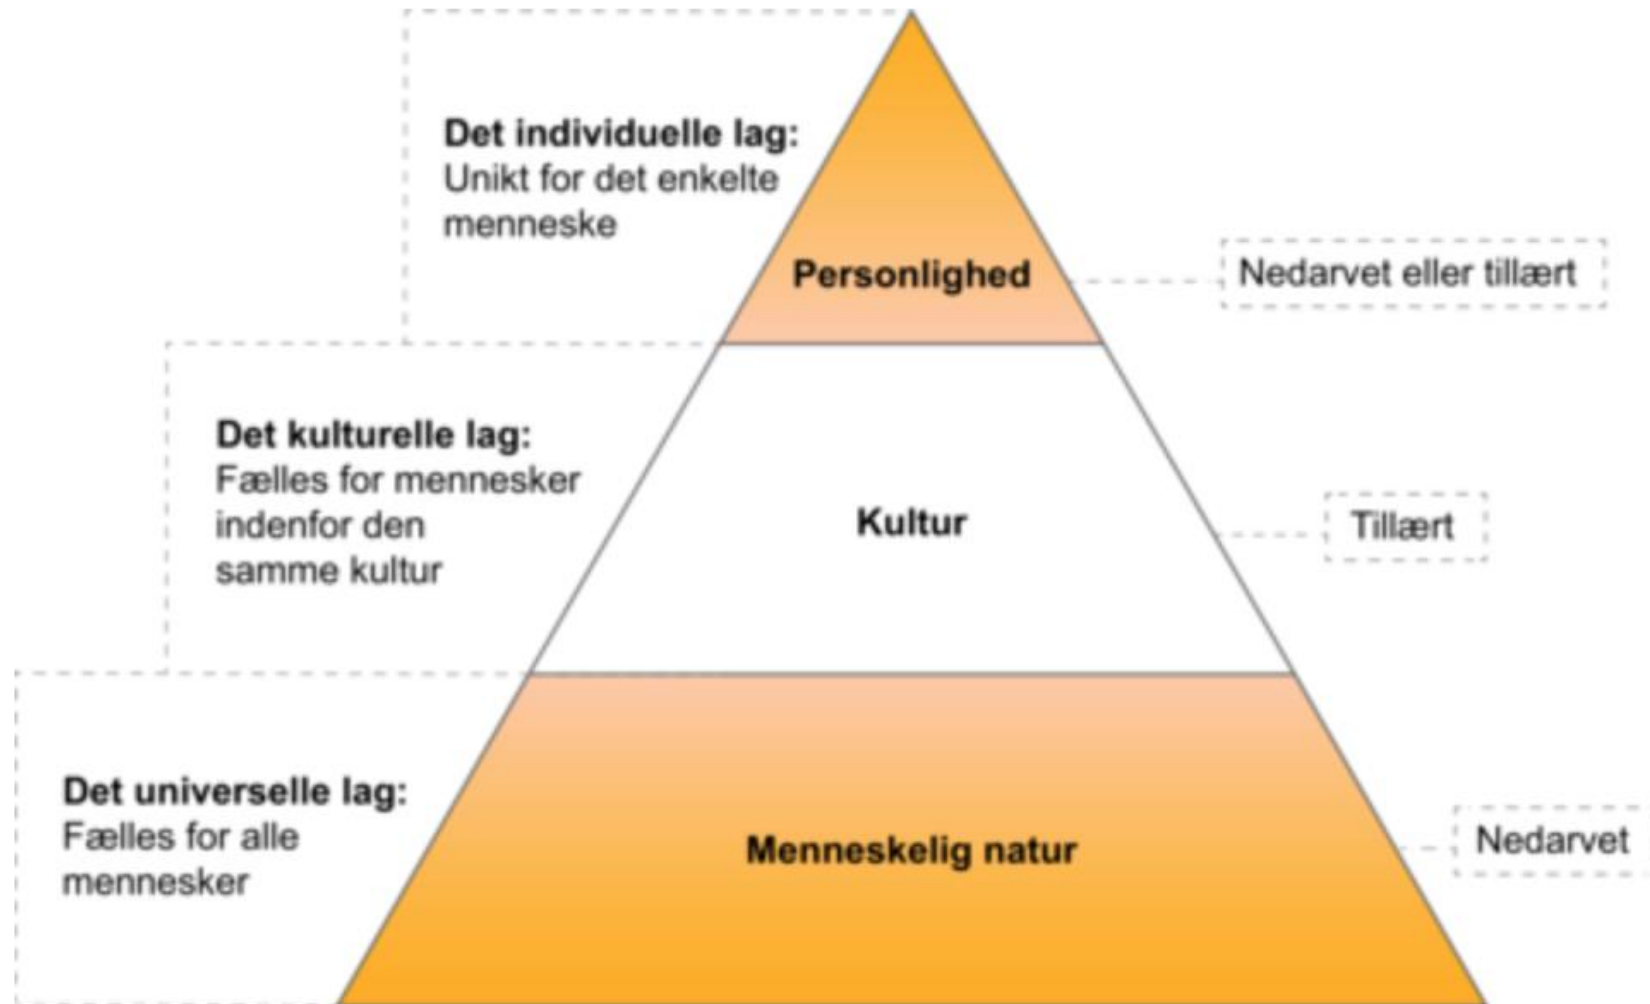 Det individuelle lag:
Unikt for det enkelte
menneske
Personlighed
Nedarvet eller tillært
Det kulturelle lag:
Fælles for mennesker
indenfor den
samme kultur
Kultur
Tillært
Det universelle lag:
Fælles for alle
mennesker
Menneskelig natur
Nedarvet